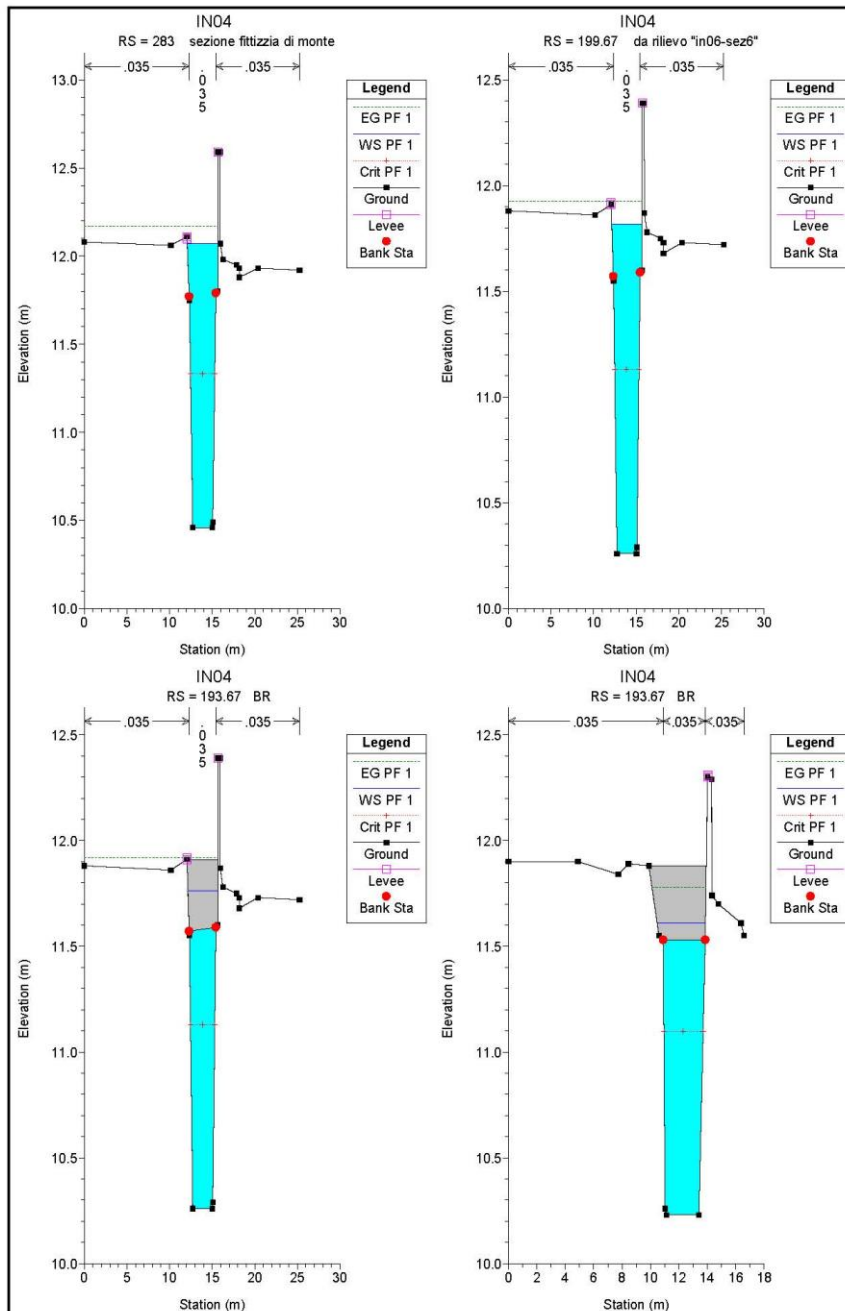 IN04
RS = 283 sezione fittizzia di monte
.035
.035
.035
Legend
EG PF 1
WS PF 1
Crit PF 1
Ground
Levee
Bank Sta
13.0
12.5
12.0
11.5
11.0
10.5
10.0
Elevation (m)
0 5 10 15 20 25 30
Station (m)
IN04
RS = 199.67 da rilievo "in06-sez6"
.035
.035
.035
Legend
EG PF 1
WS PF 1
Crit PF 1
Ground
Levee
Bank Sta
12.5
12.0
11.5
11.0
10.5
10.0
Elevation (m)
0 5 10 15 20 25 30
Station (m)
IN04
RS = 193.67 BR
.035
.035
.035
Legend
EG PF 1
WS PF 1
Crit PF 1
Ground
Levee
Bank Sta
12.5
12.0
11.5
11.0
10.5
10.0
Elevation (m)
0 5 10 15 20 25 30
Station (m)
IN04
RS = 193.67 BR
.035 .035 .035
Legend
EG PF 1
WS PF 1
Crit PF 1
Ground
Levee
Bank Sta
12.5
12.0
11.5
11.0
10.5
10.0
Elevation (m)
0 2 4 6 8 10 12 14 16 18
Station (m)